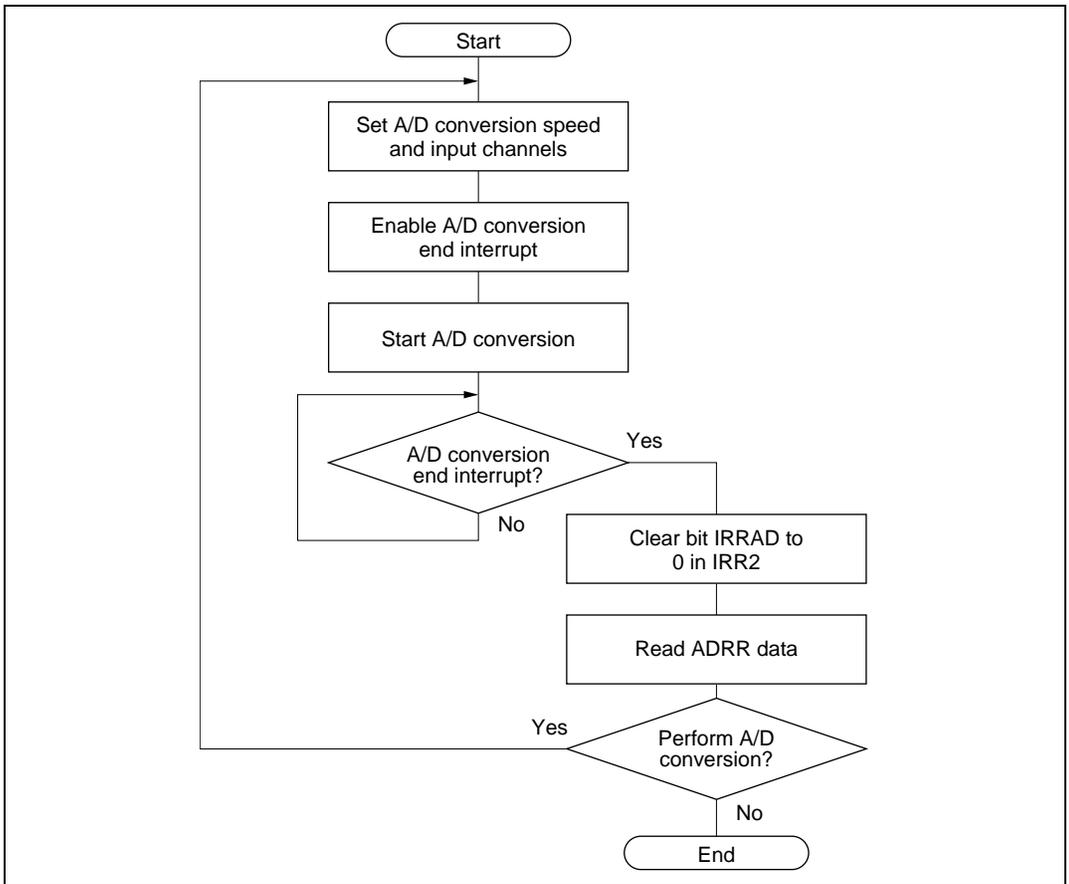 Start
Set A/D conversion speed
and input channels
Enable A/D conversion
end interrupt
Start A/D conversion
A/D conversion
end interrupt?
Yes
No
Clear bit IRRAD to
0 in IRR2
Read ADRR data
Perform A/D
conversion?
Yes
No
End